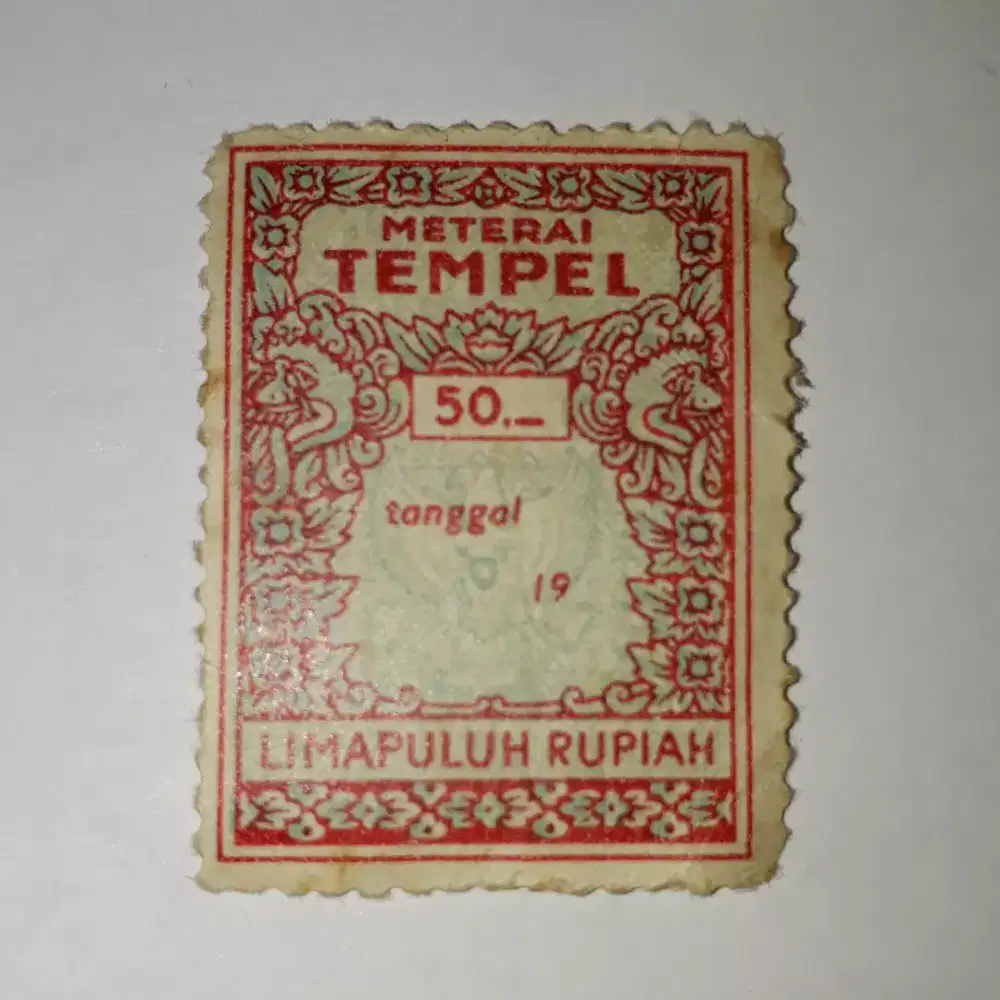 METERAI
TEMPEL
50.—
tanggal
19
LIMAPULUH RUPIAH